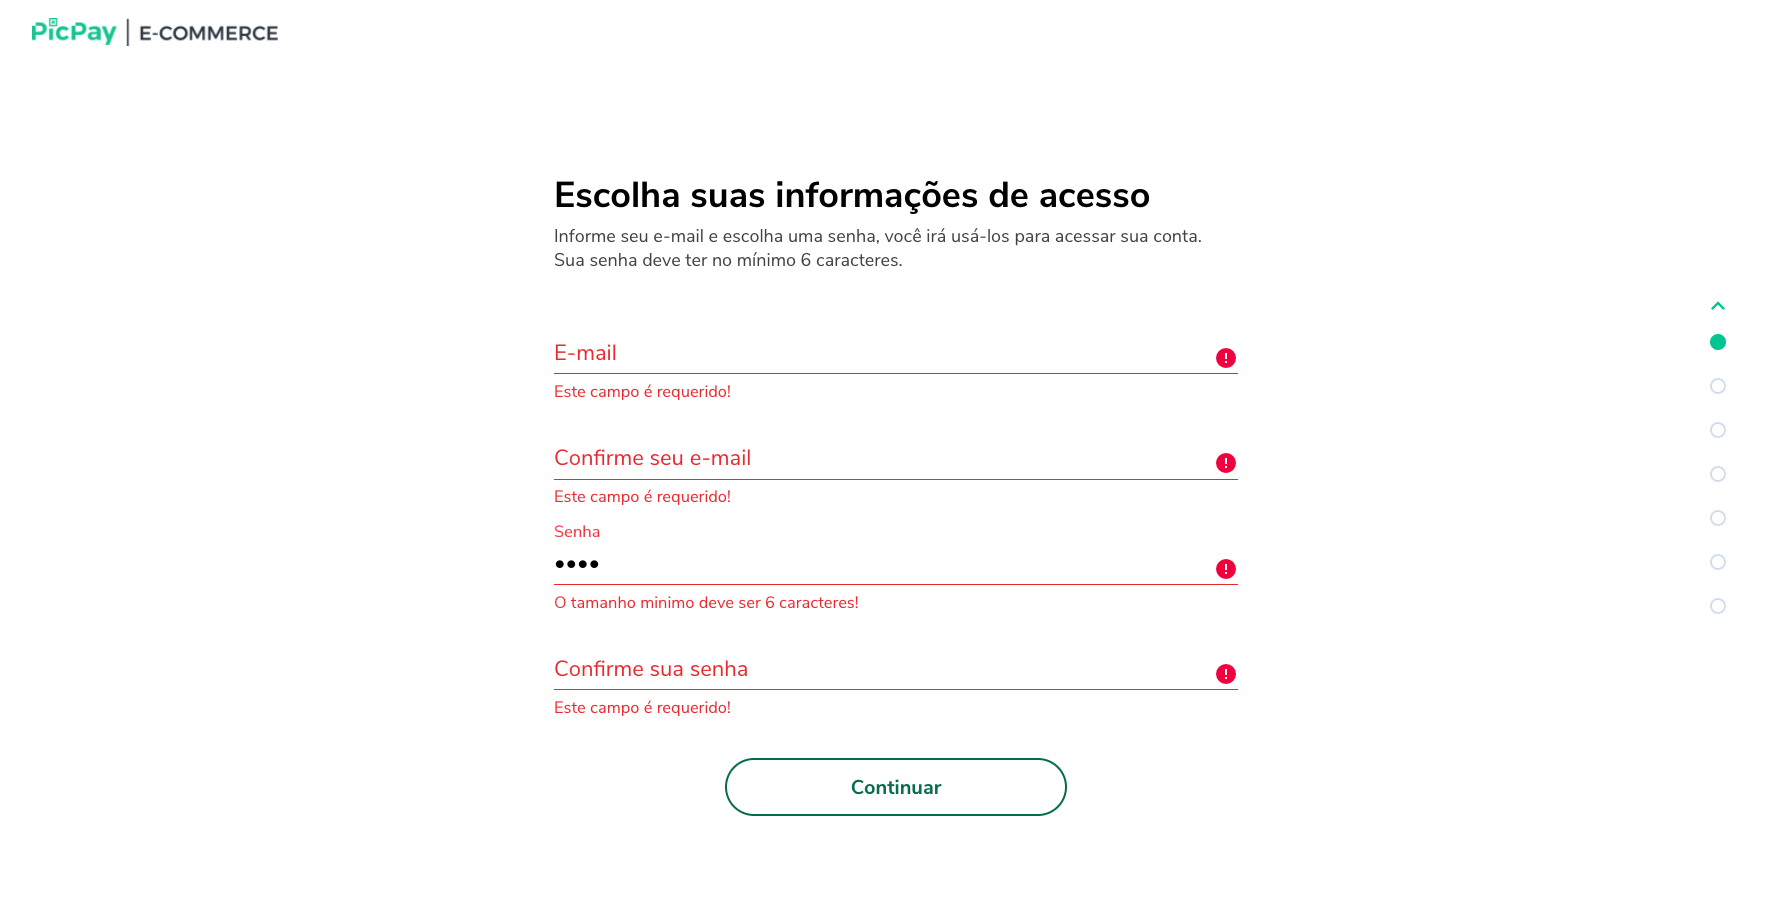 PicPay | E-COMMERCE
Escolha suas informações de acesso
Informe seu e-mail e escolha uma senha, você irá usá-los para acessar sua conta.
Sua senha deve ter no mínimo 6 caracteres.
E-mail
Este campo é requerido!
Confirme seu e-mail
Este campo é requerido!
Senha
••••
O tamanho minimo deve ser 6 caracteres!
Confirme sua senha
Este campo é requerido!
Continuar